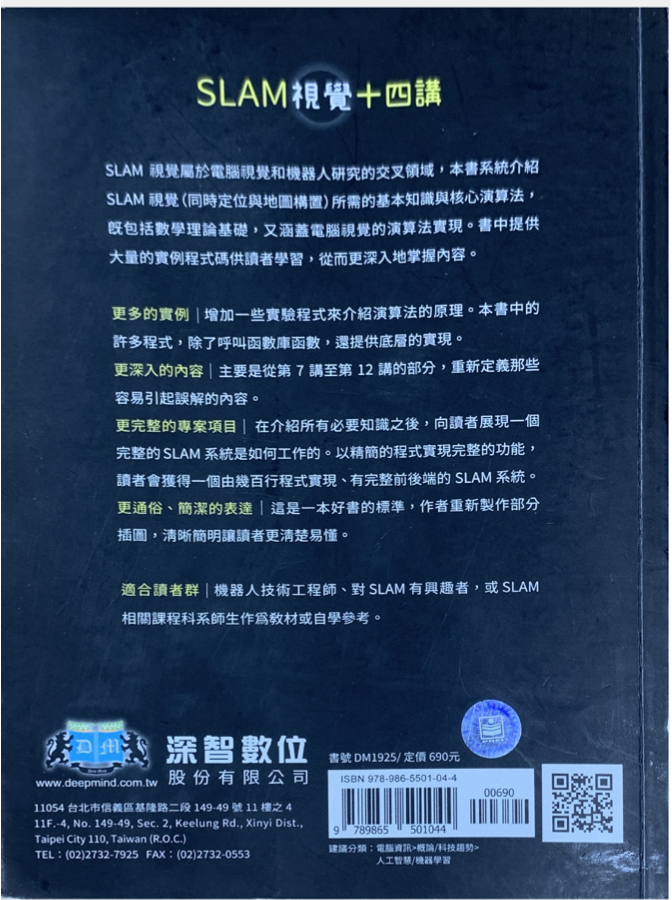 SLAM視覺十四講
SLAM 視覺屬於電腦視覺和機器人研究的交叉領域，本書系統介紹
SLAM 視覺（同時定位與地圖構置）所需的基本知識與核心演算法，
既包括數學理論基礎，又涵蓋電腦視覺的演算法實現。書中提供
大量的實例程式碼供讀者學習，從而更深入地掌握內容。
更多的實例｜增加一些實驗程式來介紹演算法的原理。本書中的
許多程式，除了呼叫函數庫函數，還提供底層的實現。
更深入的內容｜主要是從第 7 講至第 12 講的部分，重新定義那些
容易引起誤解的內容。
更完整的專案項目｜在介紹所有必要知識之後，向讀者展現一個
完整的 SLAM 系統是如何工作的。以精簡的程式實現完整的功能，
讀者會獲得一個由幾百行程式實現、有完整前後端的 SLAM 系統。
更通俗、簡潔的表達｜這是一本好書的標準，作者重新製作部分
插圖，清晰簡明讓讀者更清楚易懂。
適合讀者群｜機器人技術工程師、對 SLAM 有興趣者，或 SLAM
相關課程科系師生作爲教材或自學參考。
DM
深智數位
股份有限公司
www.deepmind.com.tw
11054 台北市信義區基隆路二段 149-49 號 11 樓之 4
11F.-4, No. 149-49, Sec. 2, Keelung Rd., Xinyi Dist.,
Taipei City 110, Taiwan (R.O.C.)
TEL：(02)2732-7925 FAX：(02)2732-0553
書號 DM1925/ 定價 690元
ISBN 978-986-5501-04-4
00690
9 789865 501044
建議分類：電腦資訊>概論/科技趨勢>
人工智慧/機器學習